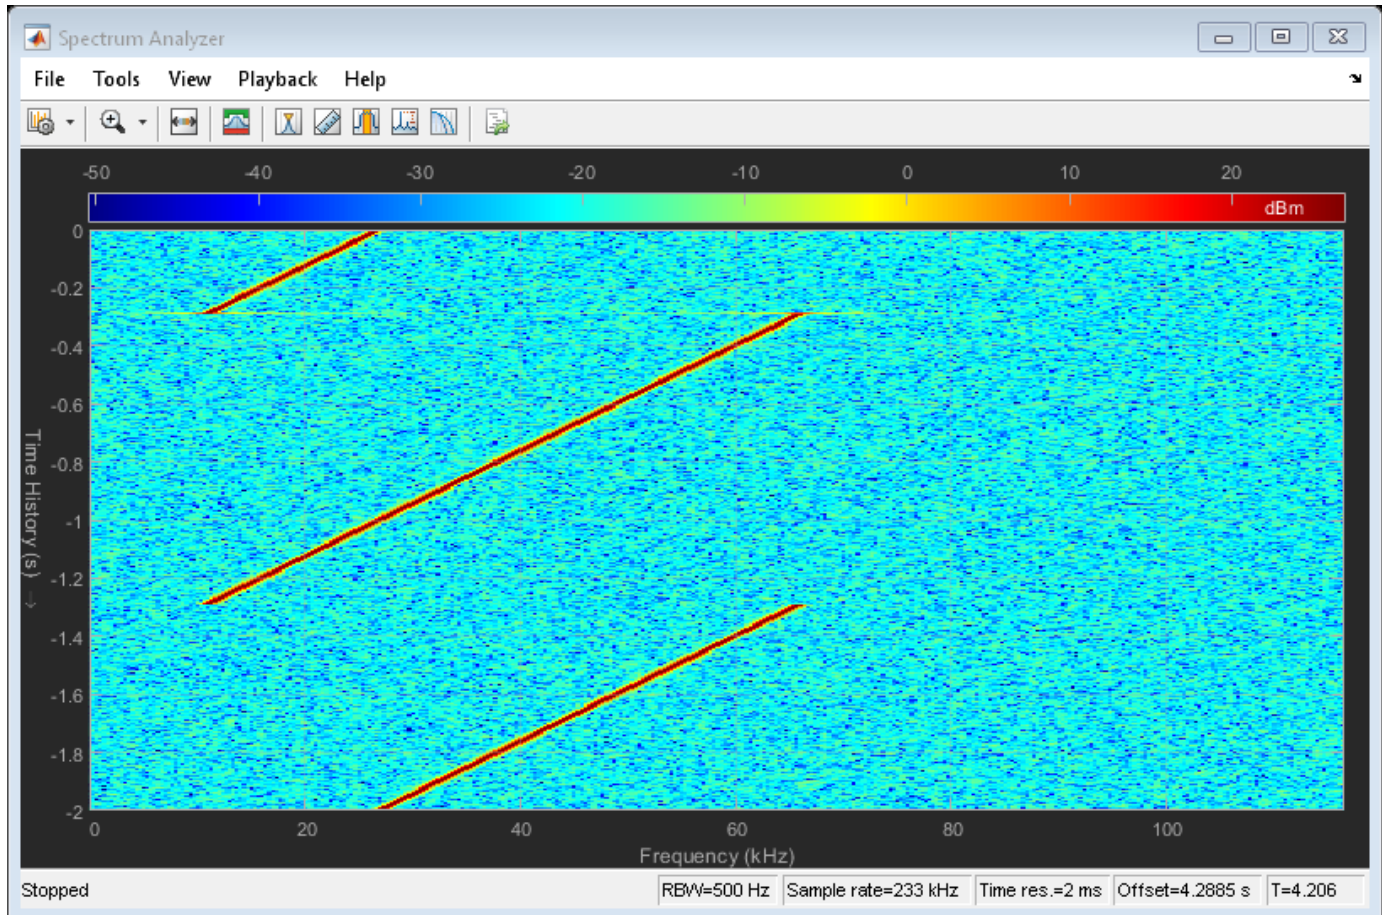 Spectrum Analyzer
File Tools View Playback Help
-50 -40 -30 -20 -10 0 10 20
dBm
0
-0.2
-0.4
-0.6
-0.8
-1
-1.2
-1.4
-1.6
-1.8
-2
Time History (s) →
0 20 40 60 80 100
Frequency (kHz)
Stopped RBW=500 Hz Sample rate=233 kHz Time res.=2 ms Offset=4.2885 s T=4.206